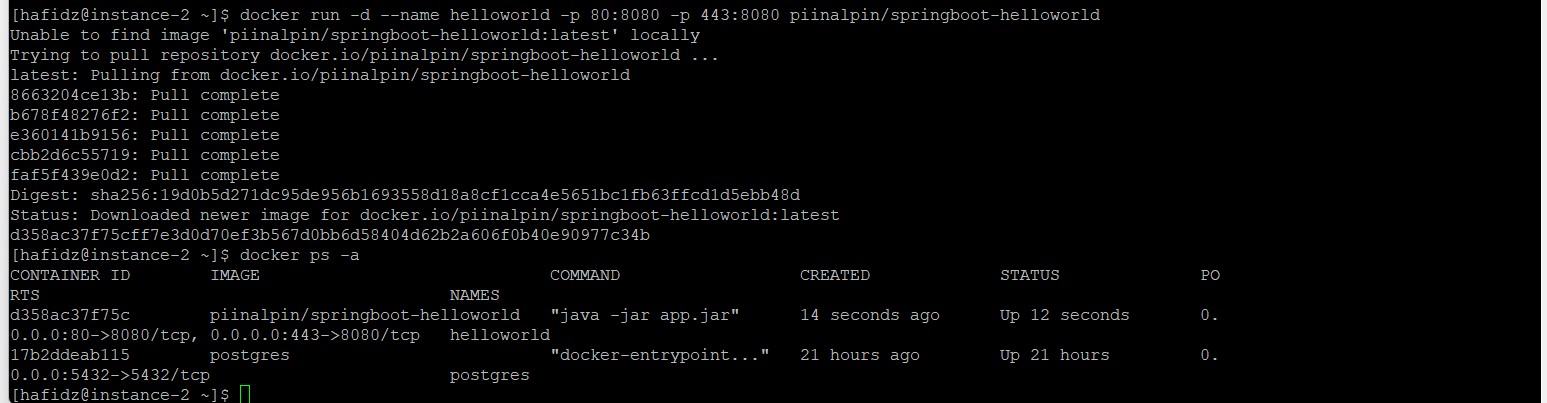 [hafidz@instance-2 ~]$ docker run -d --name helloworld -p 80:8080 -p 443:8080 piinalpin/springboot-helloworld
Unable to find image 'piinalpin/springboot-helloworld:latest' locally
Trying to pull repository docker.io/piinalpin/springboot-helloworld ...
latest: Pulling from docker.io/piinalpin/springboot-helloworld
8663204ce13b: Pull complete
b678f48276f2: Pull complete
e360141b9156: Pull complete
cbb2d6c55719: Pull complete
faf5f439e0d2: Pull complete
Digest: sha256:19d0b5d271dc95de956b1693558d18a8cf1cca4e5651bc1fb63ffcd1d5ebb48d
Status: Downloaded newer image for docker.io/piinalpin/springboot-helloworld:latest
d358ac37f75cff7e3d0d70ef3b567d0bb6d58404d62b2a606f0b40e90977c34b
[hafidz@instance-2 ~]$ docker ps -a
CONTAINER ID        IMAGE                             COMMAND                  CREATED             STATUS              PO
RTS                                         NAMES
d358ac37f75c        piinalpin/springboot-helloworld   "java -jar app.jar"      14 seconds ago      Up 12 seconds       0.
0.0.0:80->8080/tcp, 0.0.0.0:443->8080/tcp   helloworld
17b2ddeab115        postgres                          "docker-entrypoint..."   21 hours ago        Up 21 hours         0.
0.0.0:5432->5432/tcp                        postgres
[hafidz@instance-2 ~]$